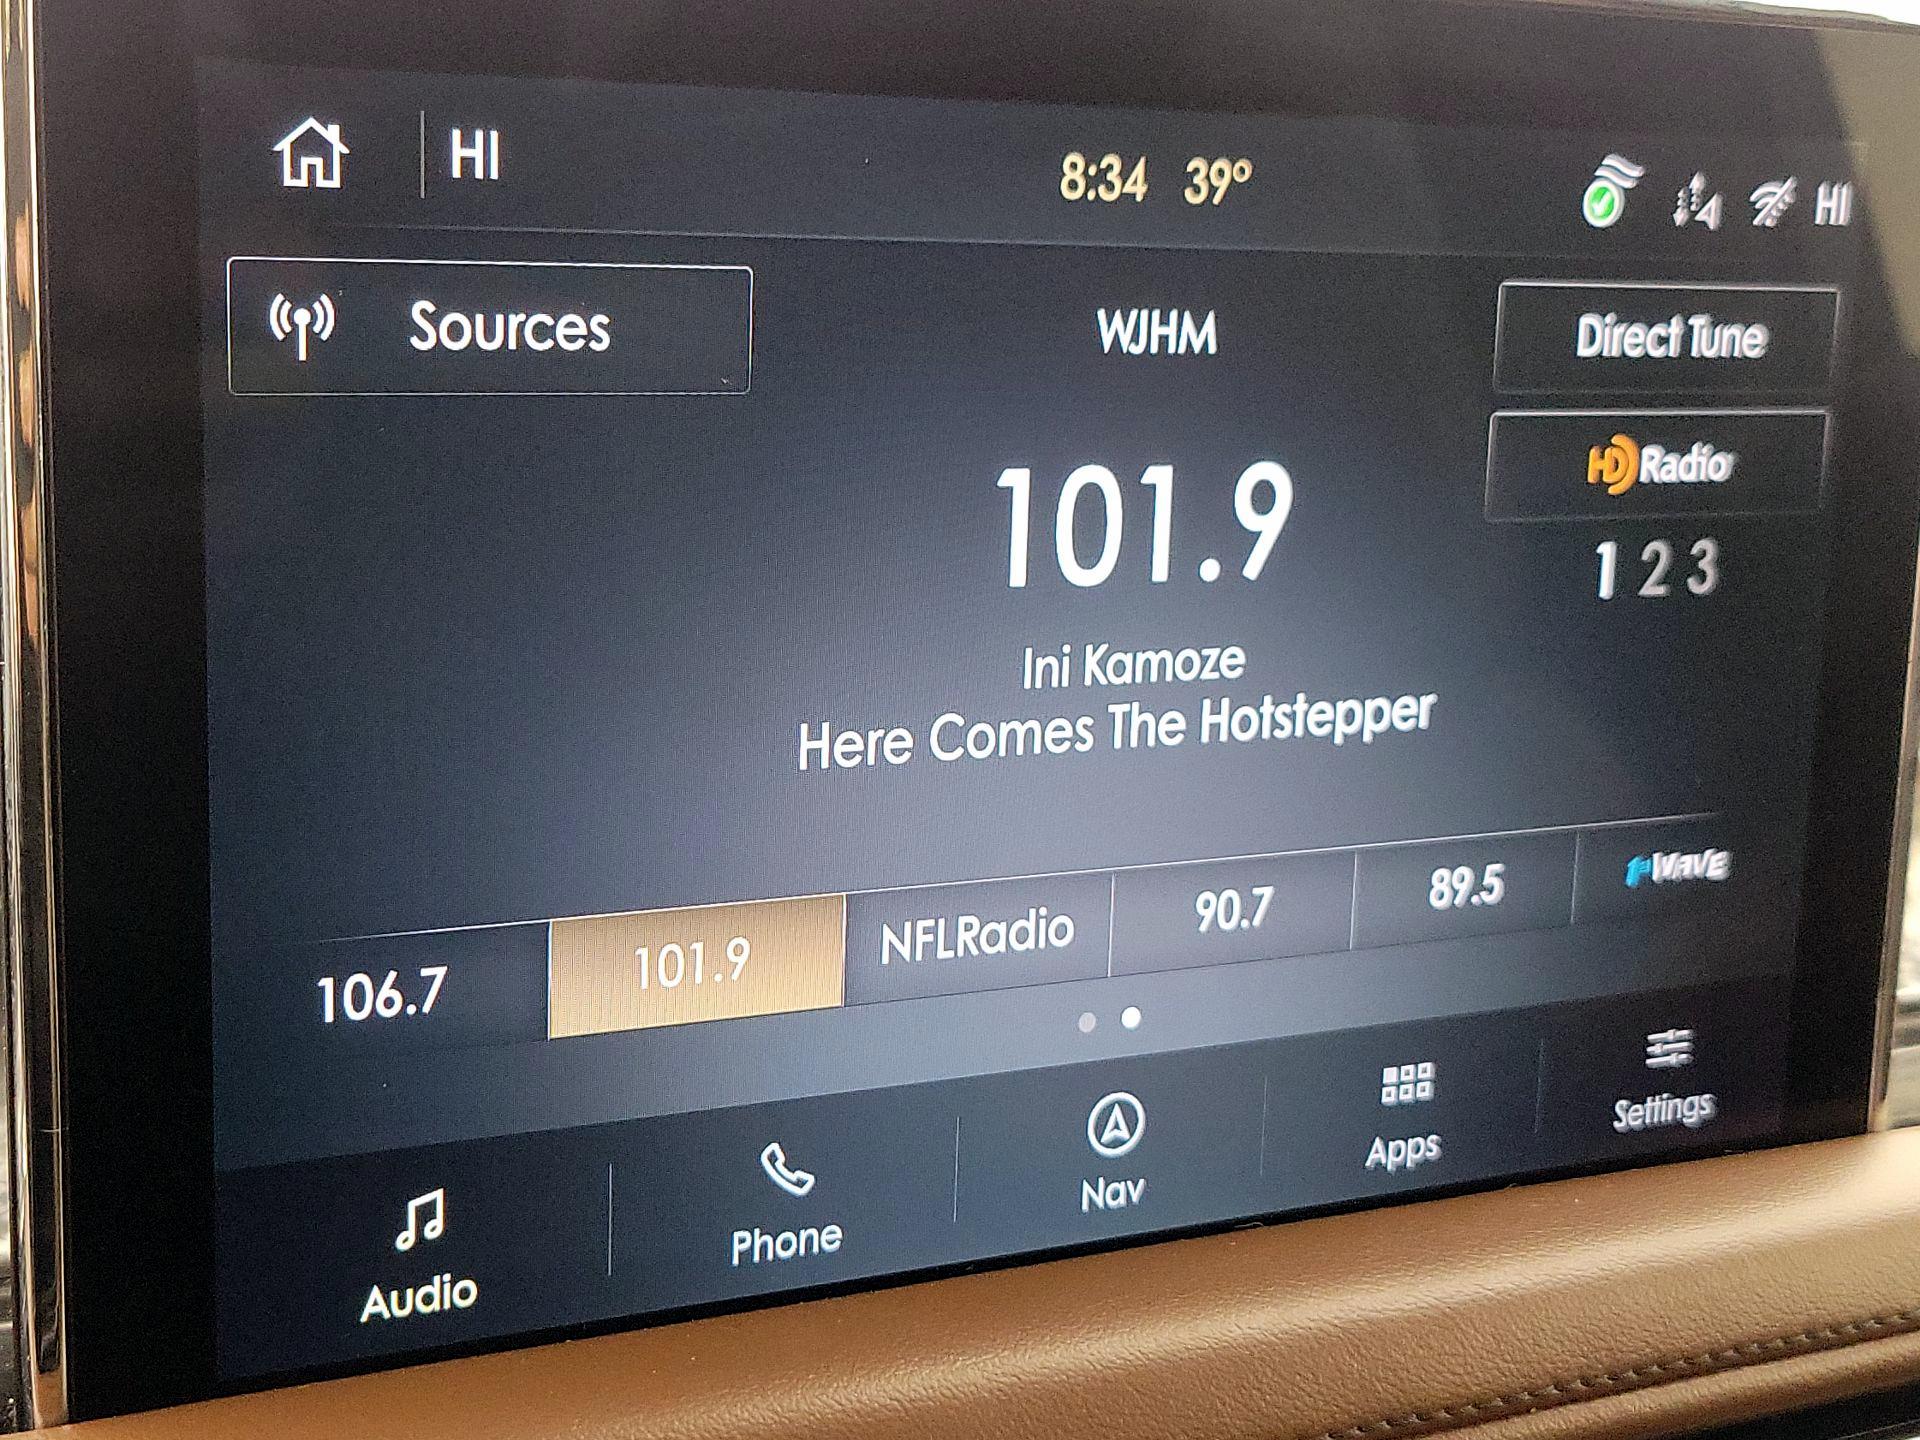 HI
8:34 39°
HI
Sources
WJHM
Direct Tune
HD Radio
101.9
1 2 3
Ini Kamoze
Here Comes The Hotstepper
106.7
101.9
NFLRadio
90.7
89.5
1st WAVE
Audio
Phone
Nav
Apps
Settings